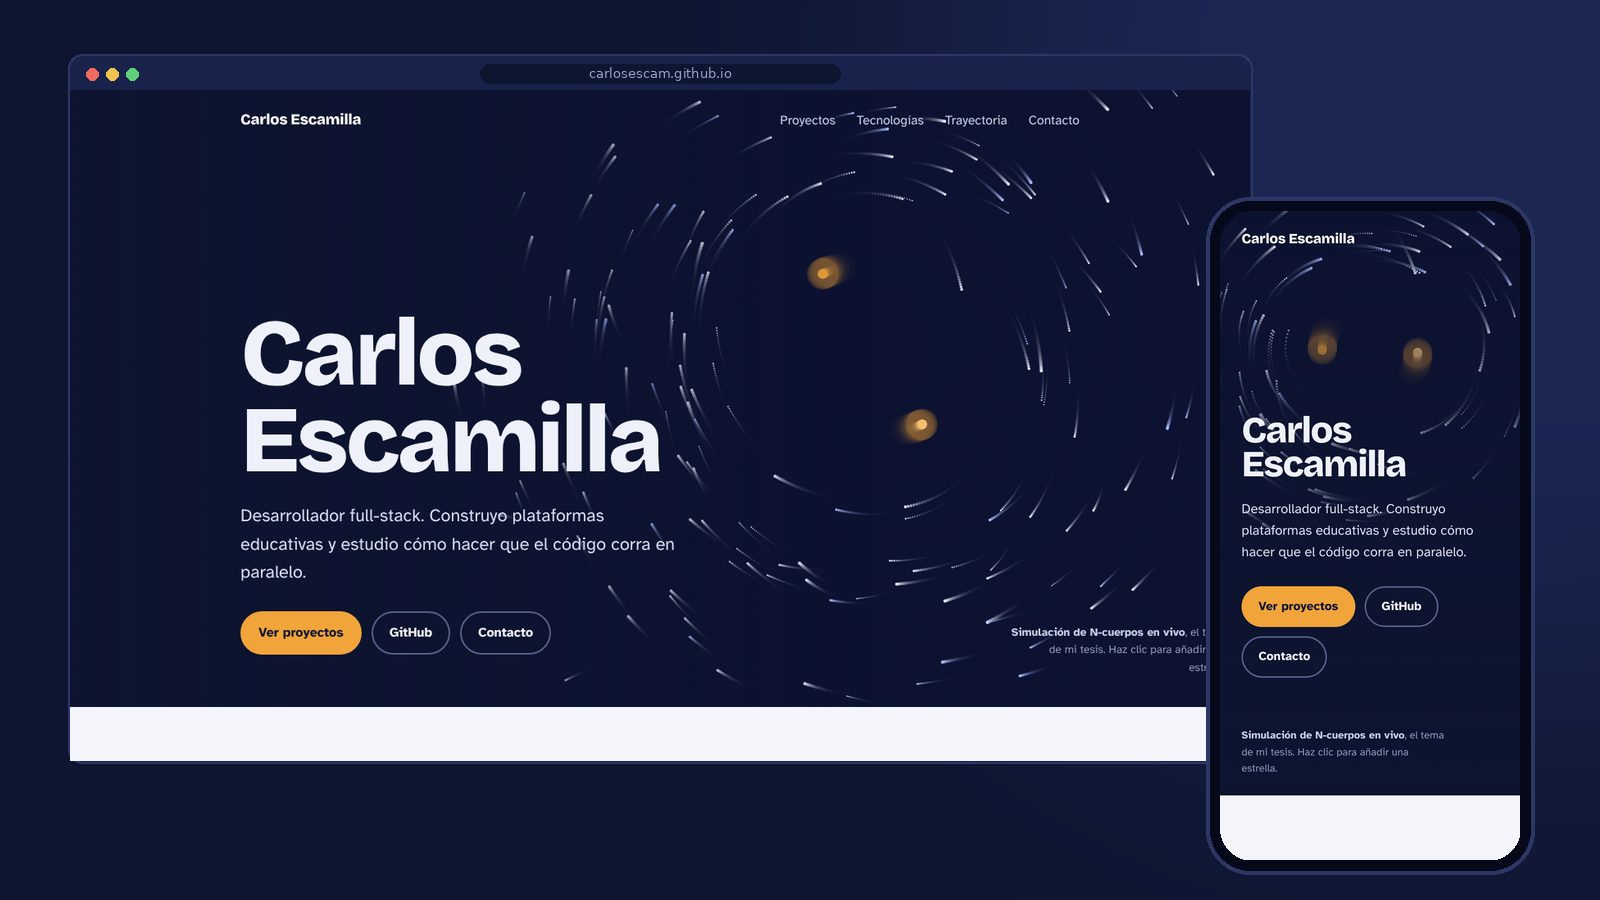 carlosescam.github.io
Carlos Escamilla
Proyectos Tecnologías Trayectoria Contacto
Carlos
Escamilla
Desarrollador full-stack. Construyo plataformas
educativas y estudio cómo hacer que el código corra en
paralelo.
Ver proyectos GitHub Contacto
Simulación de N-cuerpos en vivo, el
de mi tesis. Haz clic para añadir
Carlos Escamilla
Carlos
Escamilla
Desarrollador full-stack. Construyo
plataformas educativas y estudio cómo
hacer que el código corra en paralelo.
Ver proyectos GitHub
Contacto
Simulación de N-cuerpos en vivo, el tema
de mi tesis. Haz clic para añadir una
estrella.